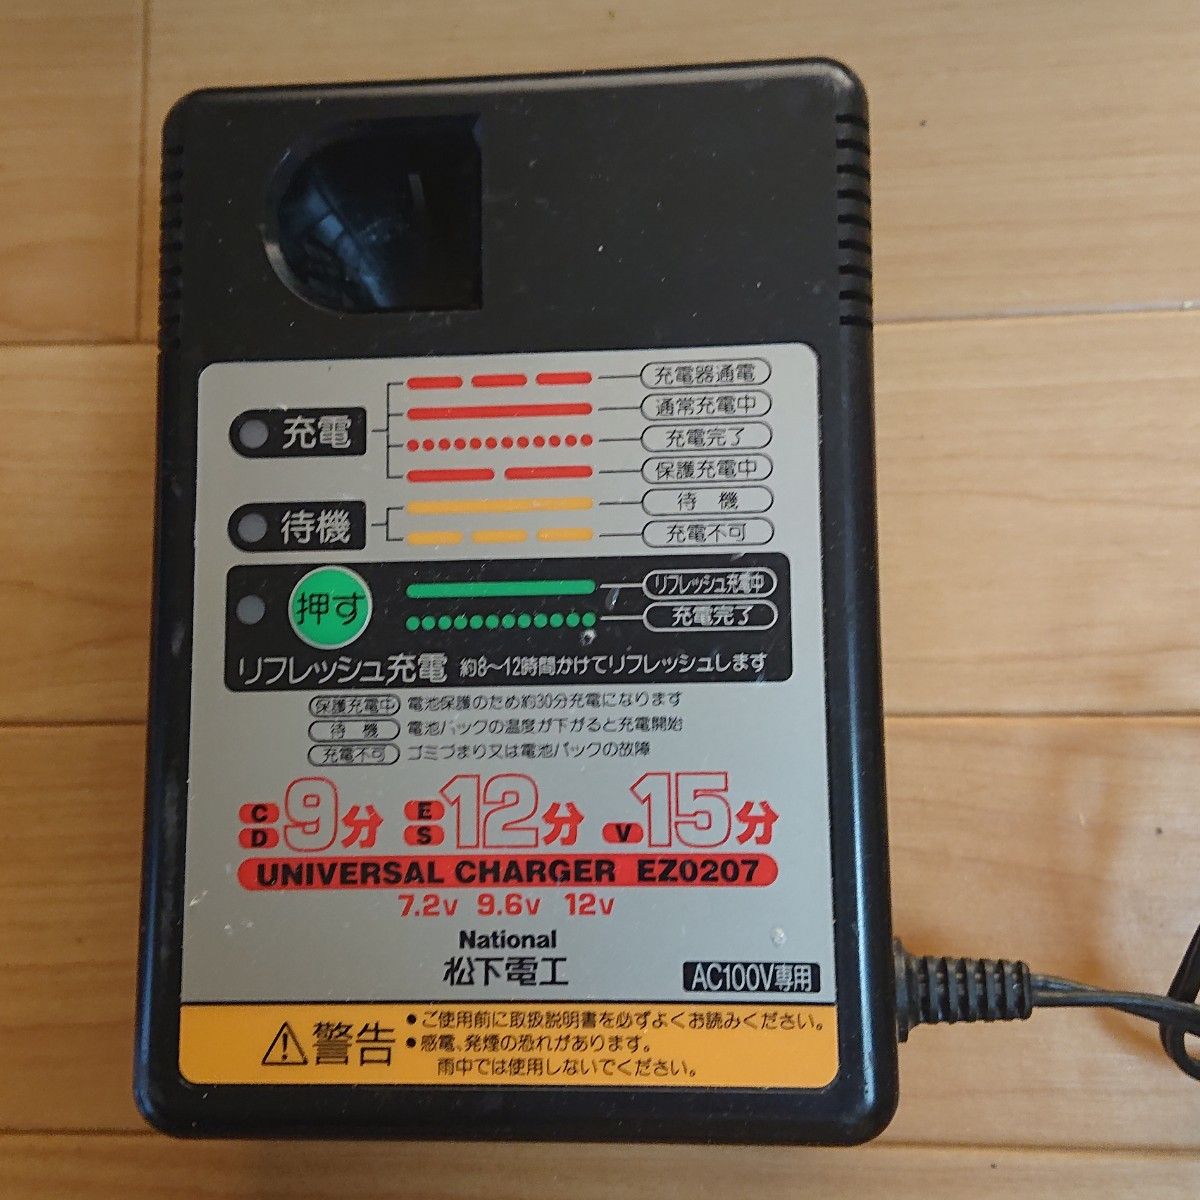 充電
充電器通電
通常充電中
充電完了
保護充電中
待機
待 機
充電不可
押す
リフレッシュ充電中
充電完了
リフレッシュ充電 約8〜12時間かけてリフレッシュします
保護充電中 電池保護のため約30分充電になります
待 機 電池パックの温度が下がると充電開始
充電不可 ゴミづまり又は電池パックの故障
C D 9分 E S 12分 V 15分
UNIVERSAL CHARGER EZ0207
7.2V 9.6V 12V
National
松下電工
AC100V専用
警告
•ご使用前に取扱説明書を必ずよくお読みください。
•感電、発煙の恐れがあります。
雨中では使用しないでください。